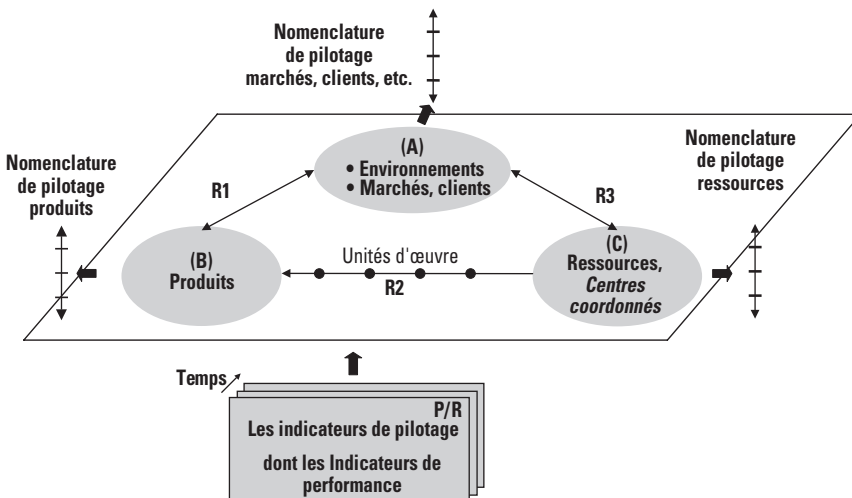 Nomenclature
de pilotage
marchés, clients, etc.
Nomenclature
de pilotage
produits
Nomenclature
de pilotage
ressources
(A)
• Environnements
• Marchés, clients
R1
R3
(B)
Produits
Unités d'œuvre
R2
(C)
Ressources,
Centres
coordonnés
Temps
P/R
Les indicateurs de pilotage
dont les Indicateurs de
performance